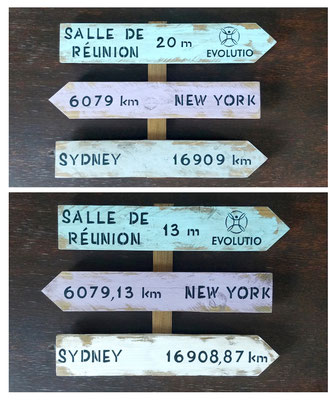 SALLE DE
RÉUNION 20 m EVOLUTIO
6079 km NEW YORK
SYDNEY 16909 km
SALLE DE
RÉUNION 13 m EVOLUTIO
6079,13 km NEW YORK
SYDNEY 16908,87 km